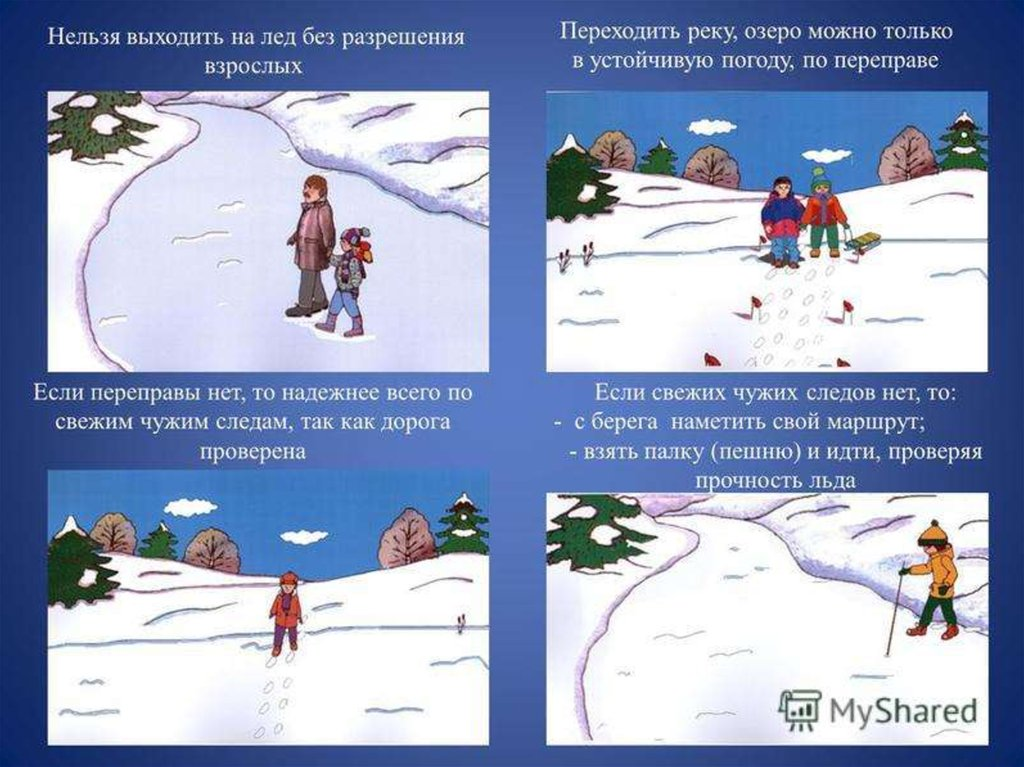 Нельзя выходить на лед без разрешения
взрослых
Переходить реку, озеро можно только
в устойчивую погоду, по переправе
Если переправы нет, то надежнее всего по
свежим чужим следам, так как дорога
проверена
Если свежих чужих следов нет, то:
- с берега наметить свой маршрут;
- взять палку (пешню) и идти, проверяя
прочность льда
MyShared